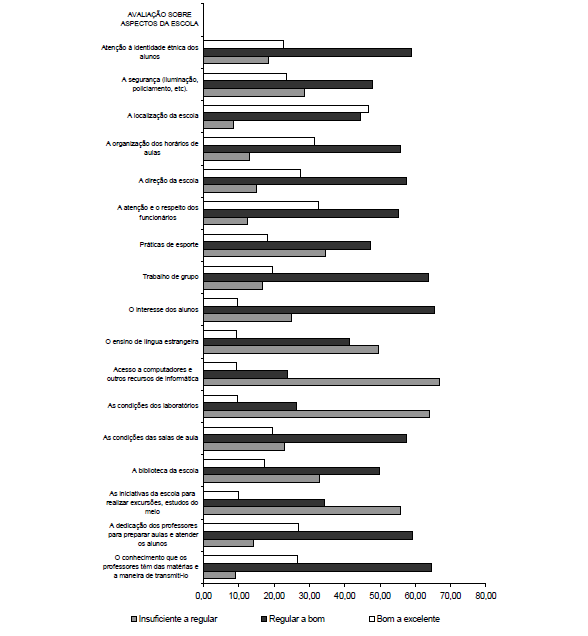 AVALIAÇÃO SOBRE
ASPECTOS DA ESCOLA
Atenção à identidade étnica dos
alunos
A segurança (iluminação,
policiamento, etc).
A localização da escola
A organização dos horários de
aulas
A direção da escola
A atenção e o respeito dos
funcionários
Práticas de esporte
Trabalho de grupo
O interesse dos alunos
O ensino de língua estrangeira
Acesso a computadores e
outros recursos de informática
As condições dos laboratórios
As condições das salas de aula
A biblioteca da escola
As iniciativas da escola para
realizar excursões, estudos do
meio
A dedicação dos professores
para preparar aulas e atender
os alunos
O conhecimento que os
professores têm das matérias e
a maneira de transmiti-lo
0,00 10,00 20,00 30,00 40,00 50,00 60,00 70,00 80,00
Insuficiente a regular Regular a bom Bom a excelente